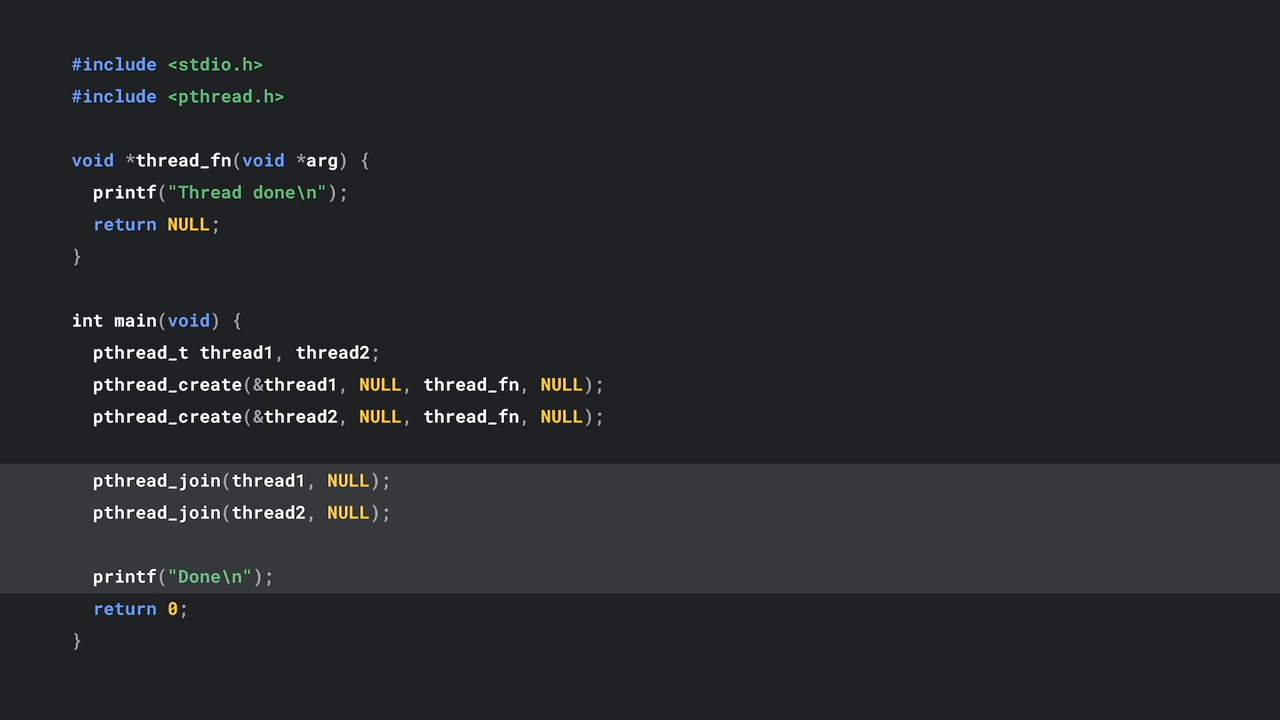 #include <stdio.h>
#include <pthread.h>

void *thread_fn(void *arg) {
  printf("Thread done\n");
  return NULL;
}

int main(void) {
  pthread_t thread1, thread2;
  pthread_create(&thread1, NULL, thread_fn, NULL);
  pthread_create(&thread2, NULL, thread_fn, NULL);

  pthread_join(thread1, NULL);
  pthread_join(thread2, NULL);

  printf("Done\n");
  return 0;
}